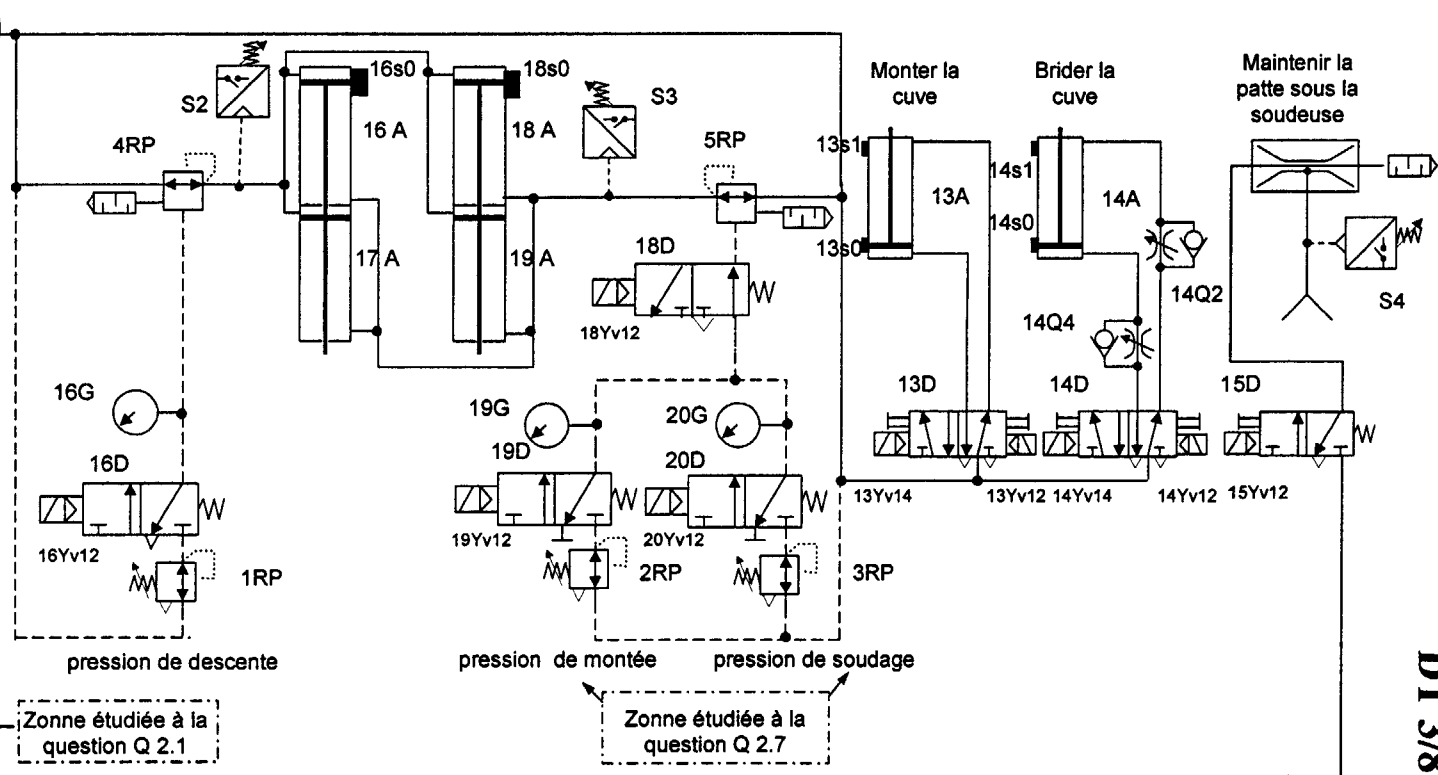 Monter la
cuve
Brider la
cuve
Maintenir la
patte sous la
soudeuse
S2
16s0
18s0
S3
4RP
16 A
18 A
5RP
13s1
14s1
13A
14A
14s0
13s0
17 A
19 A
18D
18Yv12
14Q2
S4
14Q4
16G
19G
20G
13D
14D
15D
16D
19D
20D
13Yv14
13Yv12
14Yv14
14Yv12
15Yv12
16Yv12
19Yv12
20Yv12
1RP
2RP
3RP
pression de descente
pression de montée
pression de soudage
Zonne étudiée à la
question Q 2.1
Zonne étudiée à la
question Q 2.7
DT 3/8